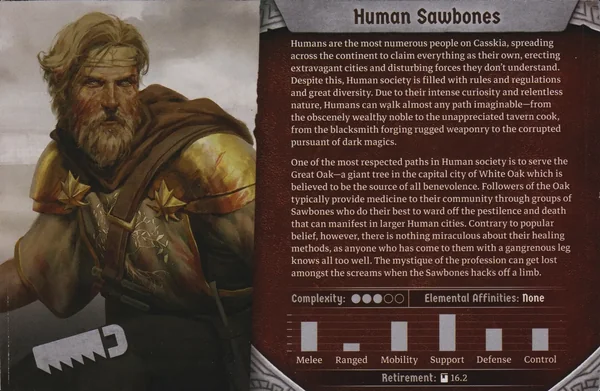 Human Sawbones
Humans are the most numerous people on Casskia, spreading
across the continent to claim everything as their own, erecting
extravagant cities and disturbing forces they don't understand.
Despite this, Human society is filled with rules and regulations
and great diversity. Due to their intense curiosity and relentless
nature, Humans can walk almost any path imaginable—from
the obscenely wealthy noble to the unappreciated tavern cook,
from the blacksmith forging rugged weaponry to the corrupted
pursuant of dark magics.
One of the most respected paths in Human society is to serve the
Great Oak—a giant tree in the capital city of White Oak which is
believed to be the source of all benevolence. Followers of the Oak
typically provide medicine to their community through groups of
Sawbones who do their best to ward off the pestilence and death
that can manifest in larger Human cities. Contrary to popular
belief, however, there is nothing miraculous about their healing
methods, as anyone who has come to them with a gangrenous leg
knows all too well. The mystique of the profession can get lost
amongst the screams when the Sawbones hacks off a limb.
Complexity: Elemental Affinities: None
Melee Ranged Mobility Support Defense Control
Retirement: 16.2